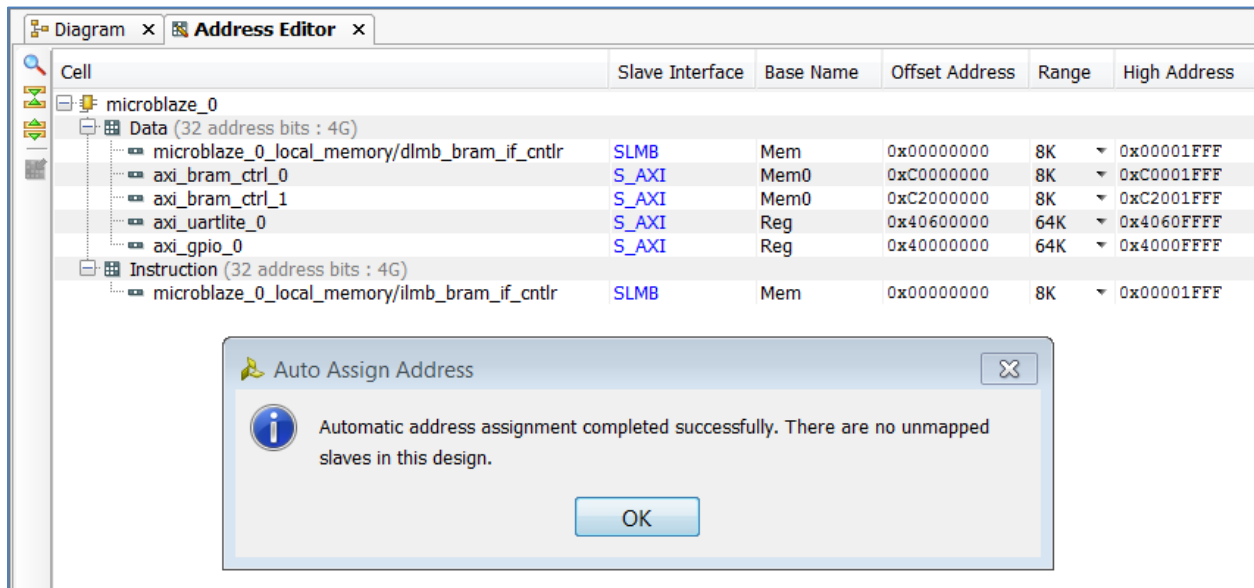 Diagram × Address Editor ×
Cell Slave Interface Base Name Offset Address Range High Address
microblaze_0
Data (32 address bits : 4G)
microblaze_0_local_memory/dlmb_bram_if_cntlr SLMB Mem 0x00000000 8K 0x00001FFF
axi_bram_ctrl_0 S_AXI Mem0 0xC0000000 8K 0xC0001FFF
axi_bram_ctrl_1 S_AXI Mem0 0xC2000000 8K 0xC2001FFF
axi_uartlite_0 S_AXI Reg 0x40600000 64K 0x4060FFFF
axi_gpio_0 S_AXI Reg 0x40000000 64K 0x4000FFFF
Instruction (32 address bits : 4G)
microblaze_0_local_memory/ilmb_bram_if_cntlr SLMB Mem 0x00000000 8K 0x00001FFF
Auto Assign Address
Automatic address assignment completed successfully. There are no unmapped
slaves in this design.
OK